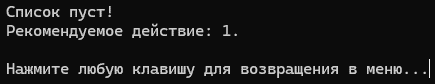 Список пуст!
Рекомендуемое действие: 1.
Нажмите любую клавишу для возвращения в меню...